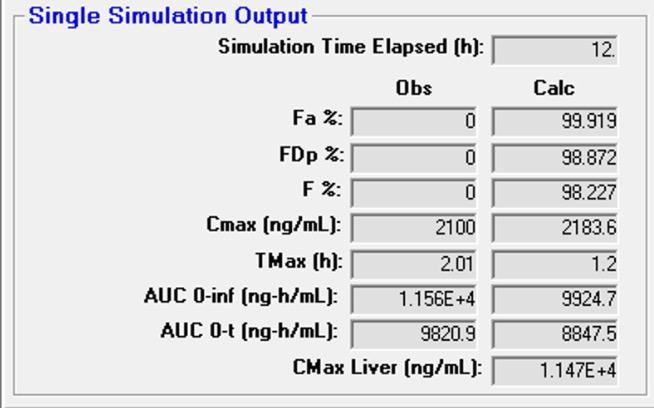 Single Simulation Output
Simulation Time Elapsed (h): 12.
Obs Calc
Fa %: 0 99.919
FDp %: 0 98.872
F %: 0 98.227
Cmax (ng/mL): 2100 2183.6
TMax (h): 2.01 1.2
AUC 0-inf (ng-h/mL): 1.156E+4 9924.7
AUC 0-t (ng-h/mL): 9820.9 8847.5
CMax Liver (ng/mL): 1.147E+4